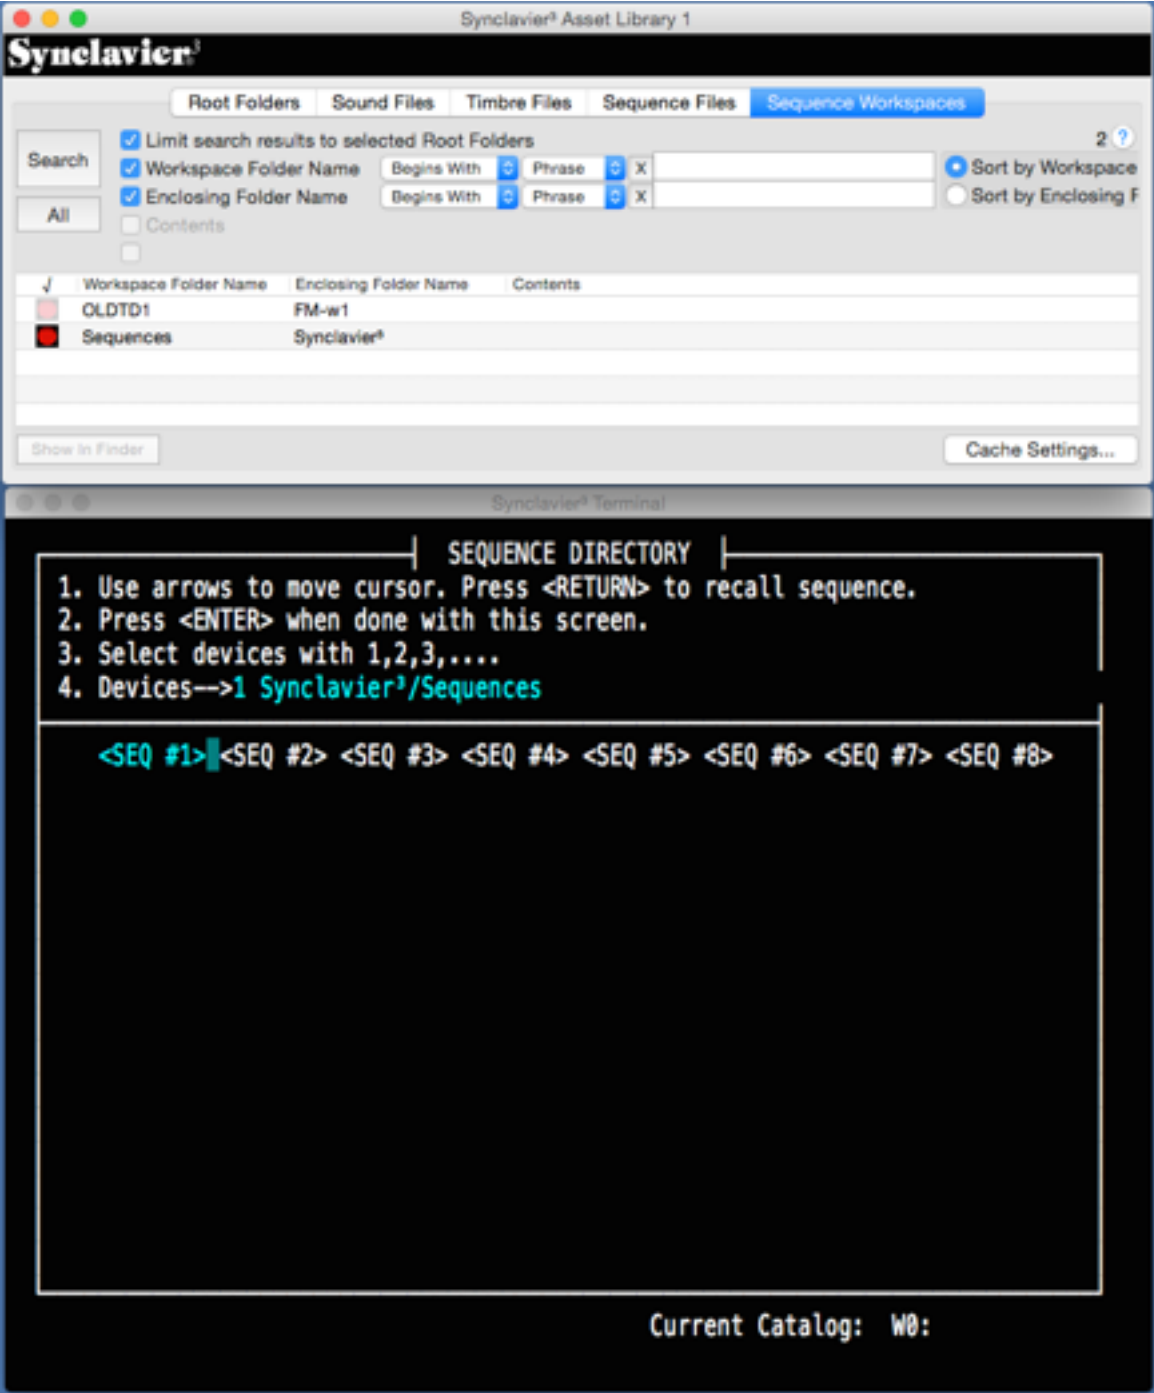 Synclavier³ Asset Library 1
Synclavier³
Root Folders Sound Files Timbre Files Sequence Files Sequence Workspaces
Search
All
Limit search results to selected Root Folders
2 ?
Workspace Folder Name Begins With Phrase X
Sort by Workspace
Enclosing Folder Name Begins With Phrase X
Sort by Enclosing F
Contents
√ Workspace Folder Name Enclosing Folder Name Contents
OLDTD1 FM-w1
Sequences Synclavier³
Show In Finder
Cache Settings...
Synclavier³ Terminal
SEQUENCE DIRECTORY
1. Use arrows to move cursor. Press <RETURN> to recall sequence.
2. Press <ENTER> when done with this screen.
3. Select devices with 1,2,3,....
4. Devices-->1 Synclavier³/Sequences
<SEQ #1> <SEQ #2> <SEQ #3> <SEQ #4> <SEQ #5> <SEQ #6> <SEQ #7> <SEQ #8>
Current Catalog: W0: